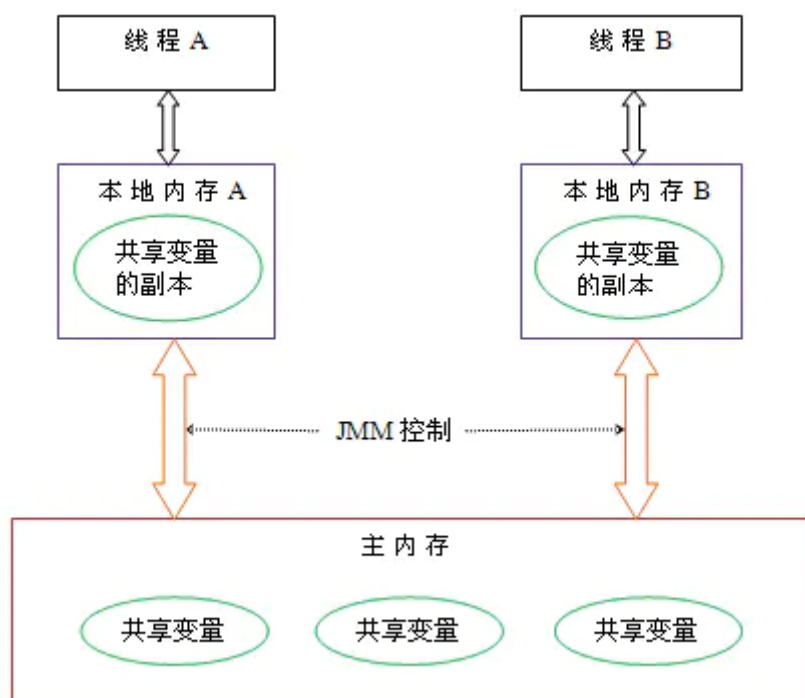 线程 A
线程 B
本地内存 A
本地内存 B
共享变量
的副本
共享变量
的副本
JMM 控制
主内存
共享变量
共享变量
共享变量